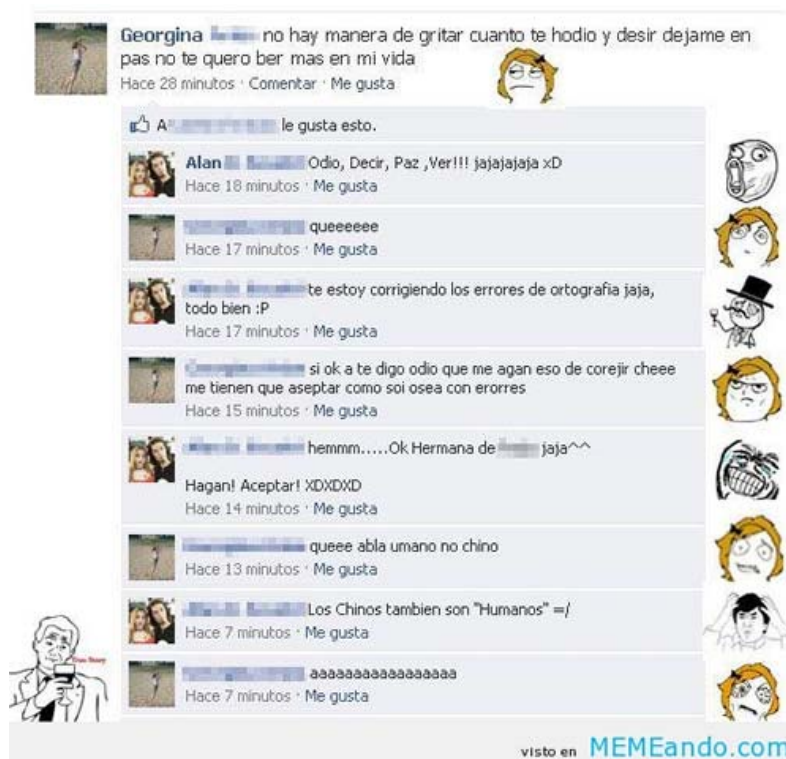 Georgina no hay manera de gritar cuanto te hodio y desir dejame en
pas no te quero ber mas en mi vida
Hace 28 minutos · Comentar · Me gusta
A le gusta esto.
Alan Odio, Decir, Paz ,Ver!!! jajajajaja xD
Hace 18 minutos · Me gusta
queeeeee
Hace 17 minutos · Me gusta
te estoy corrigiendo los errores de ortografia jaja,
todo bien :P
Hace 17 minutos · Me gusta
si ok a te digo odio que me agan eso de corejir cheee
me tienen que aseptar como soi osea con erorres
Hace 15 minutos · Me gusta
hemmm.....Ok Hermana de jaja^^
Hagan! Aceptar! XDXDXD
Hace 14 minutos · Me gusta
queee abla umano no chino
Hace 13 minutos · Me gusta
Los Chinos tambien son "Humanos" =/
Hace 7 minutos · Me gusta
True Story
aaaaaaaaaaaaaaaaa
Hace 7 minutos · Me gusta
visto en MEMEando.com